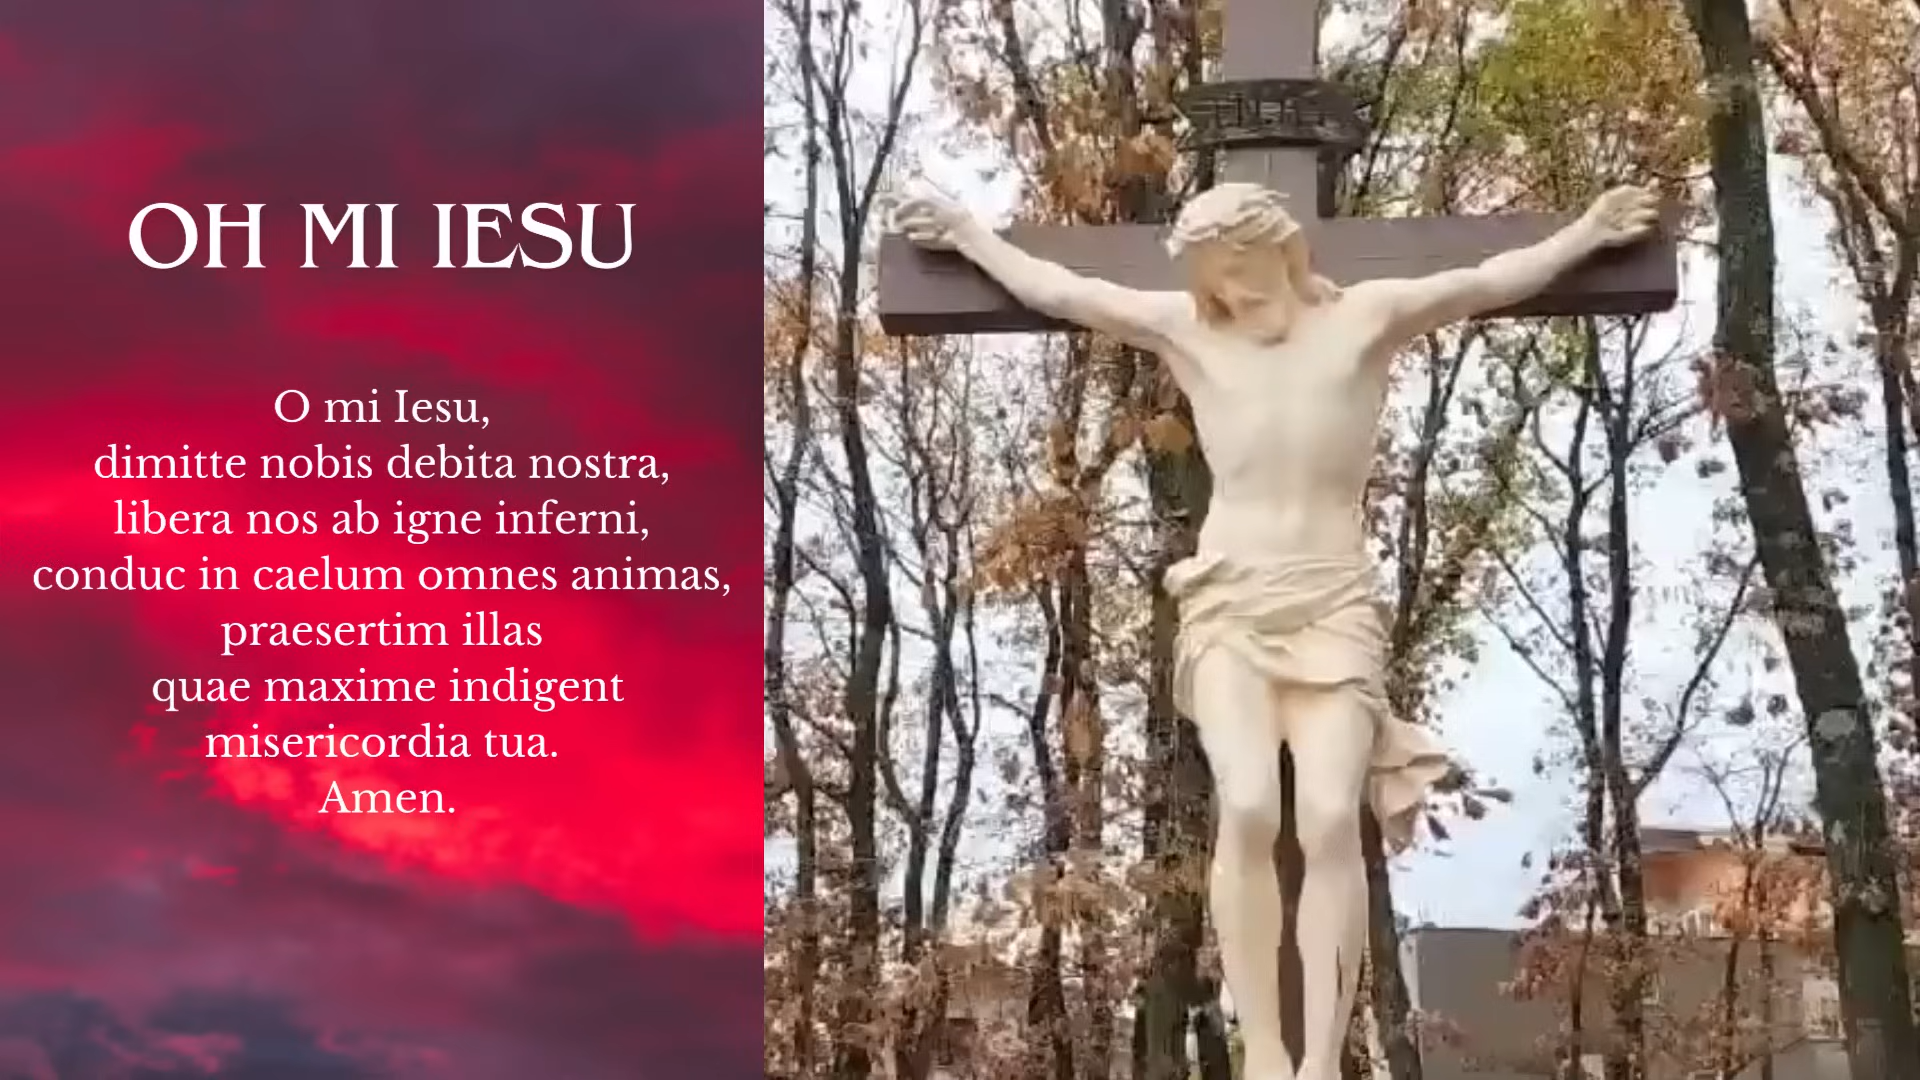 OH MI IESU
O mi Iesu,
dimitte nobis debita nostra,
libera nos ab igne inferni,
conduc in caelum omnes animas,
praesertim illas
quae maxime indigent
misericordia tua.
Amen.